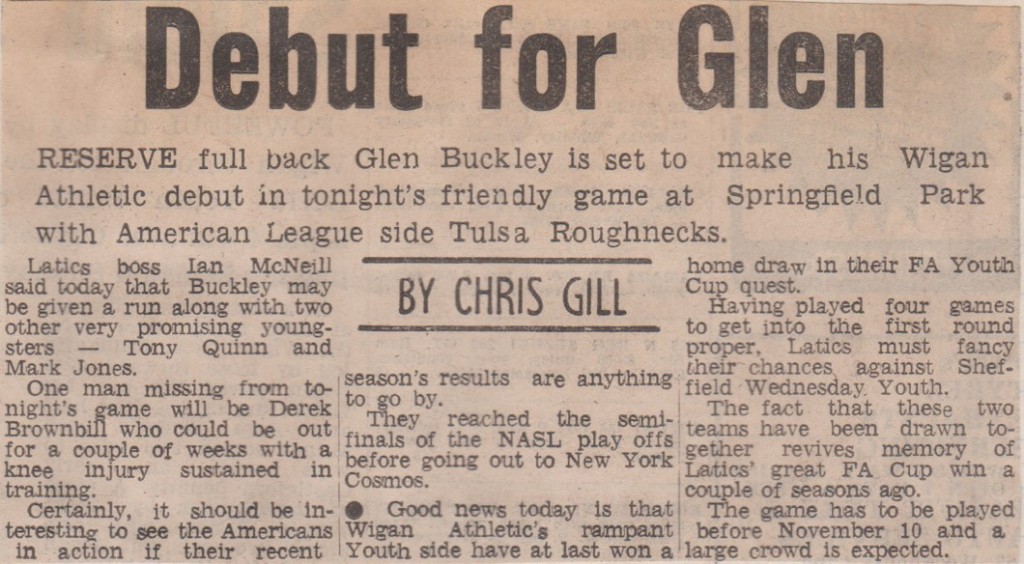 Debut for Glen
RESERVE full back Glen Buckley is set to make his Wigan
Athletic debut in tonight's friendly game at Springfield Park
with American League side Tulsa Roughnecks.
Latics boss Ian McNeill
said today that Buckley may
be given a run along with two
other very promising young-
sters — Tony Quinn and
Mark Jones.
One man missing from to-
night's game will be Derek
Brownbill who could be out
for a couple of weeks with a
knee injury sustained in
training.
Certainly, it should be in-
teresting to see the Americans
in action if their recent
BY CHRIS GILL
season's results are anything
to go by.
They reached the semi-
finals of the NASL play offs
before going out to New York
Cosmos.
● Good news today is that
Wigan Athletic's rampant
Youth side have at last won a
home draw in their FA Youth
Cup quest.
Having played four games
to get into the first round
proper, Latics must fancy
their chances against Shef-
field Wednesday Youth.
The fact that these two
teams have been drawn to-
gether revives memory of
Latics' great FA Cup win a
couple of seasons ago.
The game has to be played
before November 10 and a
large crowd is expected.